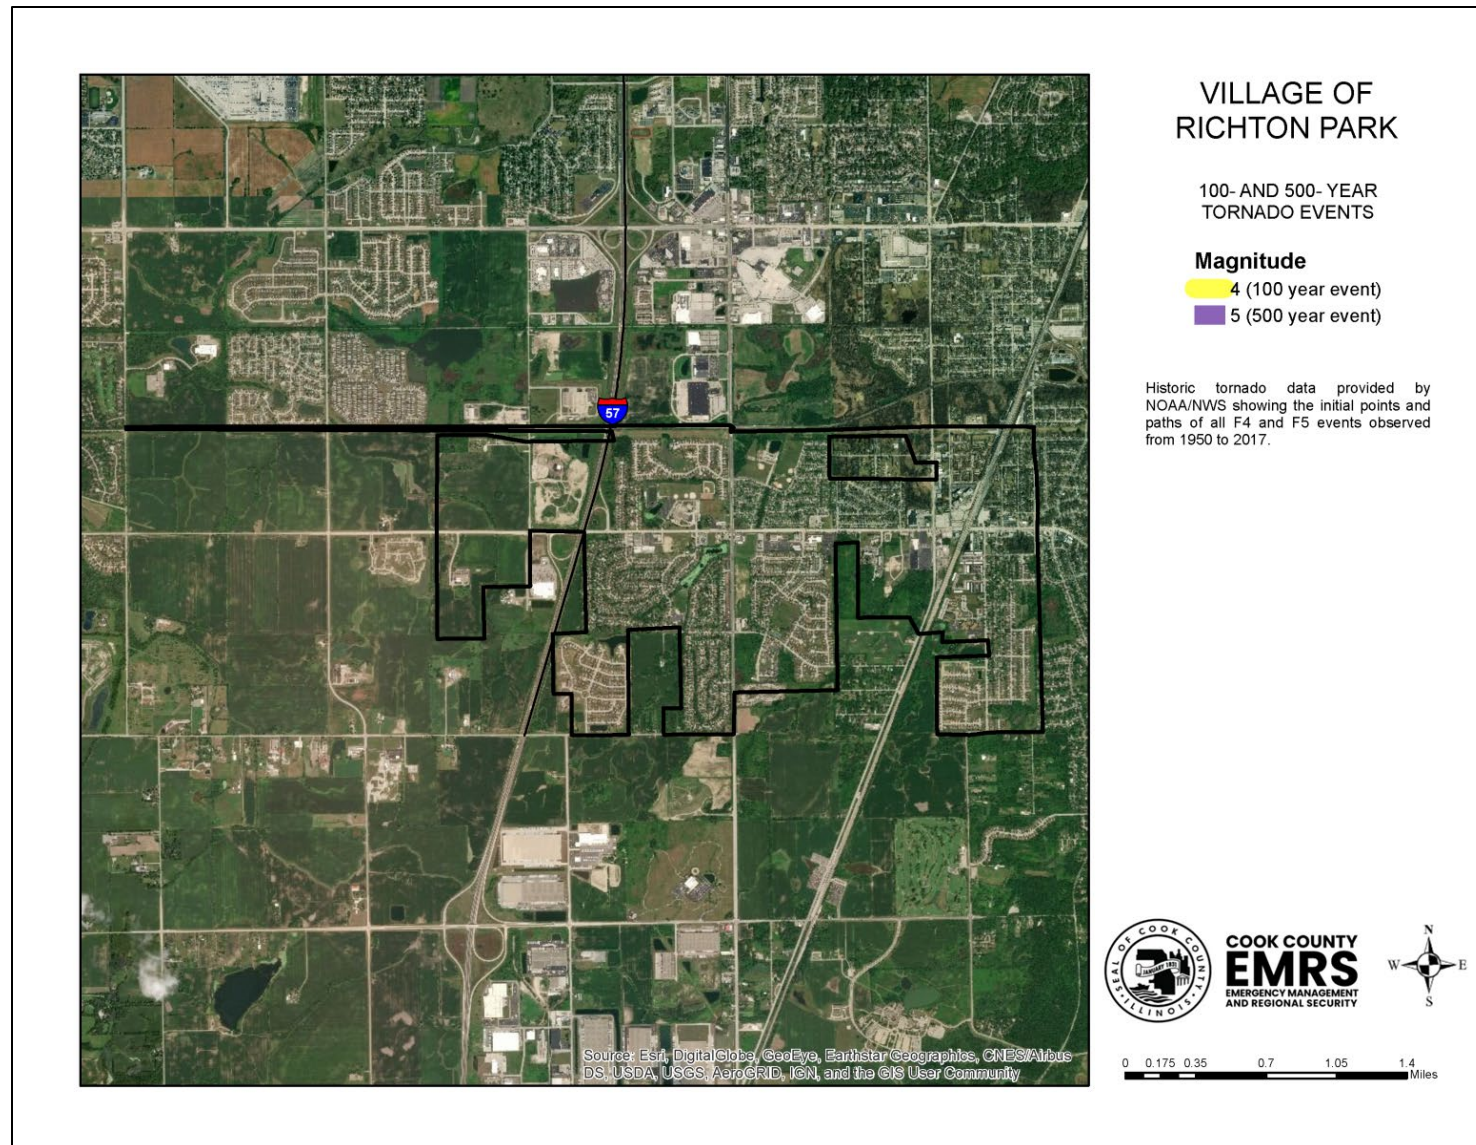 VILLAGE OF
RICHTON PARK
100- AND 500- YEAR
TORNADO EVENTS
Magnitude
4 (100 year event)
5 (500 year event)
Historic tornado data provided by
NOAA/NWS showing the initial points and
paths of all F4 and F5 events observed
from 1950 to 2017.
57
SEAL OF COOK COUNTY
JANUARY 1831
ILLINOIS
COOK COUNTY
EMRS
EMERGENCY MANAGEMENT
AND REGIONAL SECURITY
N
W E
S
Source: Esri, DigitalGlobe, GeoEye, Earthstar Geographics, CNES/Airbus
DS, USDA, USGS, AeroGRID, IGN, and the GIS User Community
0 0.175 0.35 0.7 1.05 1.4
Miles